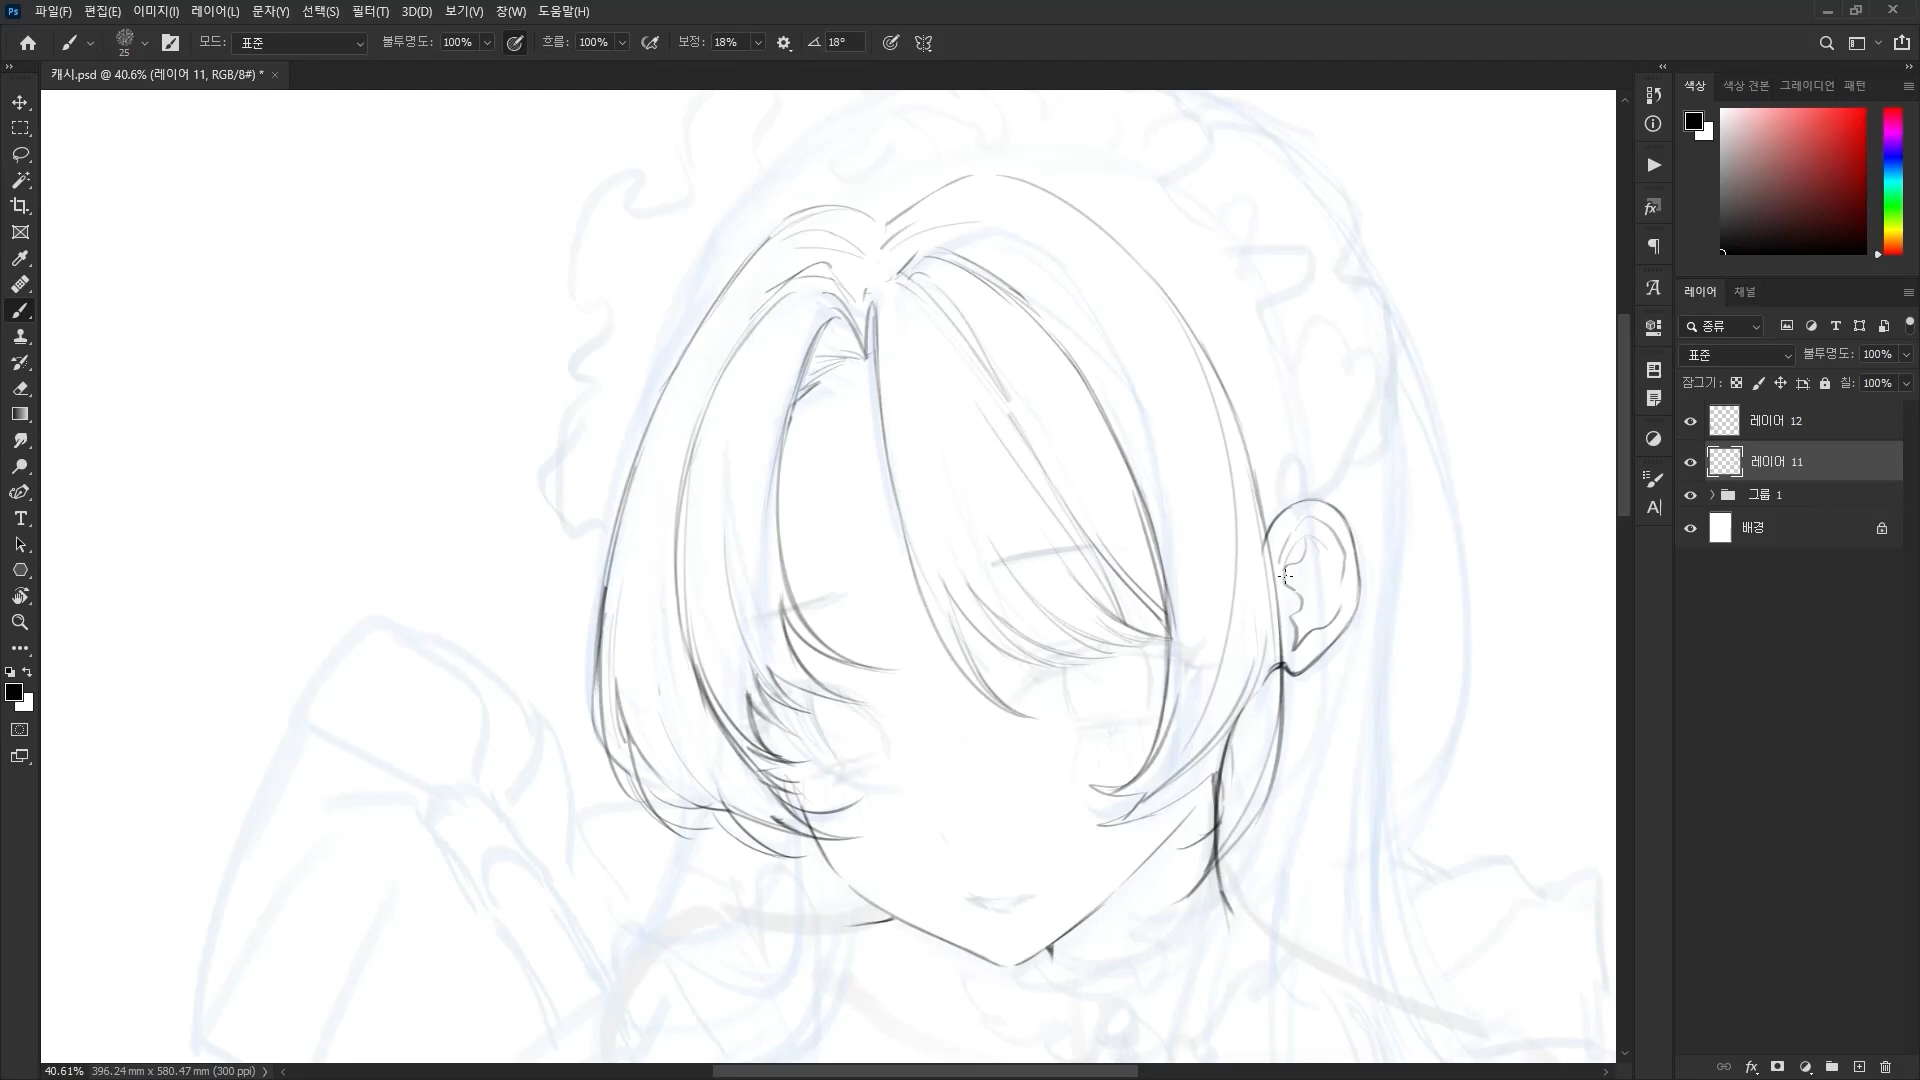 Ps 파일(F) 편집(E) 이미지(I) 레이어(L) 문자(Y) 선택(S) 필터(T) 3D(D) 보기(V) 창(W) 도움말(H)
25 모드: 표준 불투명도: 100% 흐름: 100% 보정: 18% 18°
캐시.psd @ 40.6% (레이어 11, RGB/8#) *
색상 색상 견본 그레이디언 패턴
레이어 채널
종류
표준 불투명도: 100%
잠그기: 칠: 100%
레이어 12
레이어 11
그룹 1
배경
40.61% 396.24 mm x 580.47 mm (300 ppi)